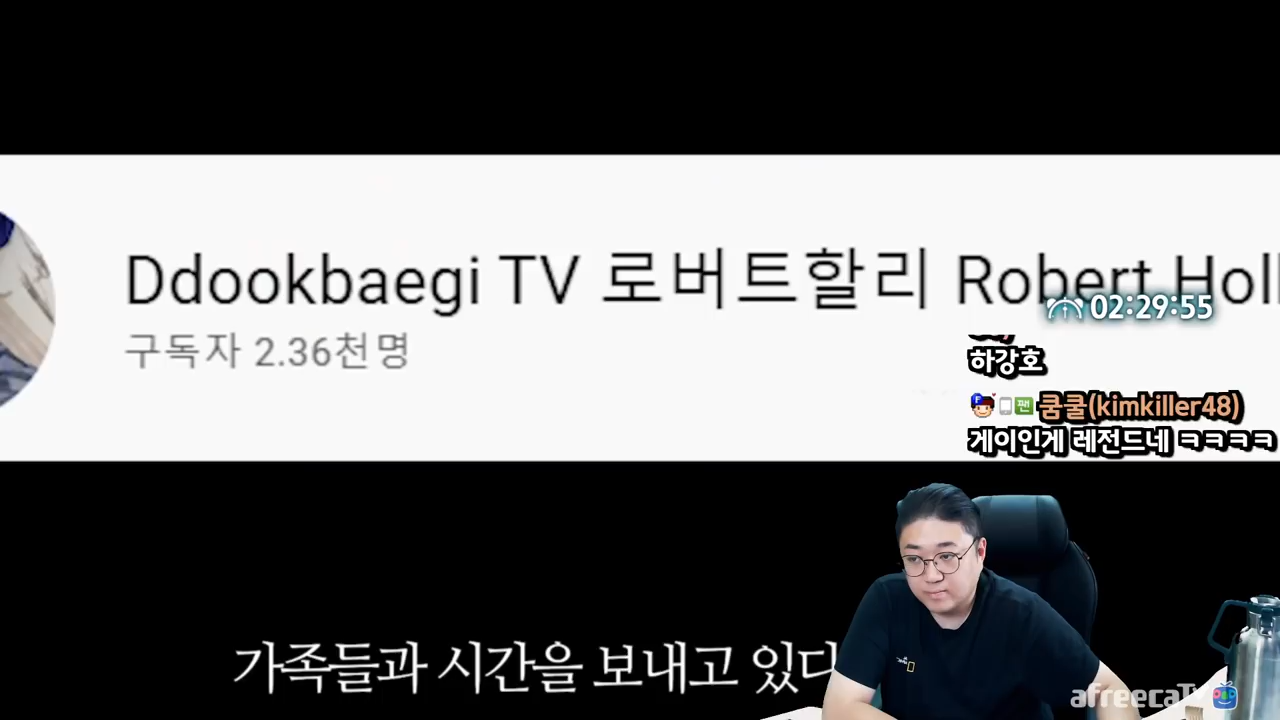 Ddookbaegi TV 로버트할리 Robert Holl
구독자 2.36천명
02:29:55
하강호
쿰쿨(kimkiller48)
게이인게 레전드네 ㅋㅋㅋㅋ
가족들과 시간을 보내고 있다
afreecaTV